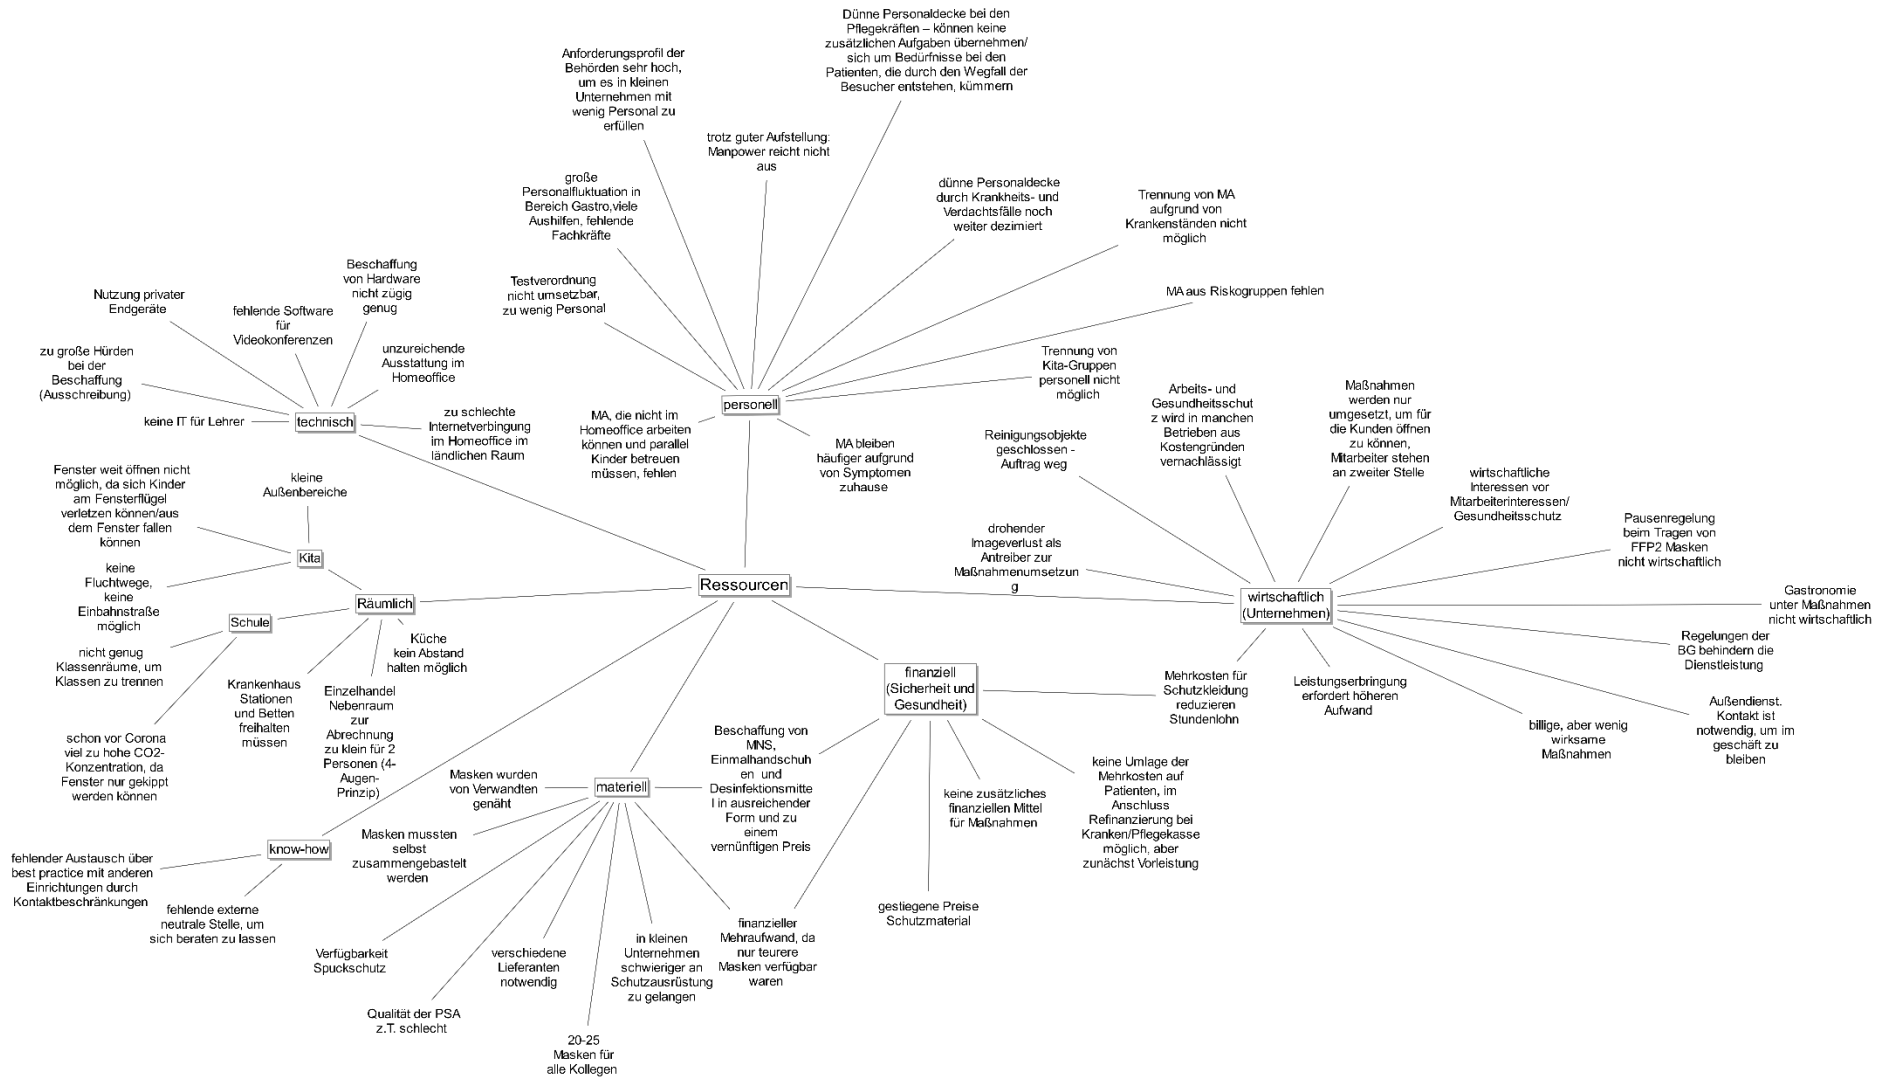 Dünne Personaldecke bei den
Pflegekräften – können keine
zusätzlichen Aufgaben übernehmen/
sich um Bedürfnisse bei den
Patienten, die durch den Wegfall der
Besucher entstehen, kümmern
Anforderungsprofil der
Behörden sehr hoch,
um es in kleinen
Unternehmen mit
wenig Personal zu
erfüllen
trotz guter Aufstellung:
Manpower reicht nicht
aus
große
Personalfluktuation in
Bereich Gastro,viele
Aushilfen, fehlende
Fachkräfte
dünne Personaldecke
durch Krankheits- und
Verdachtsfälle noch
weiter dezimiert
Trennung von MA
aufgrund von
Krankenständen nicht
möglich
Testverordnung
nicht umsetzbar,
zu wenig Personal
MA aus Riskogruppen fehlen
Trennung von
Kita-Gruppen
personell nicht
möglich
personell
MA, die nicht im
Homeoffice arbeiten
können und parallel
Kinder betreuen
müssen, fehlen
MA bleiben
häufiger aufgrund
von Symptomen
zuhause
Beschaffung
von Hardware
nicht zügig
genug
Nutzung privater
Endgeräte
fehlende Software
für
Videokonferenzen
zu große Hürden
bei der
Beschaffung
(Ausschreibung)
unzureichende
Ausstattung im
Homeoffice
keine IT für Lehrer
technisch
zu schlechte
Internetverbingung
im Homeoffice im
ländlichen Raum
Fenster weit öffnen nicht
möglich, da sich Kinder
am Fensterflügel
verletzen können/aus
dem Fenster fallen
können
kleine
Außenbereiche
Kita
keine
Fluchtwege,
keine
Einbahnstraße
möglich
Räumlich
Schule
nicht genug
Klassenräume, um
Klassen zu trennen
schon vor Corona
viel zu hohe CO2-
Konzentration, da
Fenster nur gekippt
werden können
Krankenhaus
Stationen
und Betten
freihalten
müssen
Einzelhandel
Nebenraum
zur
Abrechnung
zu klein für 2
Personen (4-
Augen-
Prinzip)
Küche
kein Abstand
halten möglich
Ressourcen
Reinigungsobjekte
geschlossen -
Auftrag weg
Arbeits- und
Gesundheitsschut
z wird in manchen
Betrieben aus
Kostengründen
vernachlässigt
Maßnahmen
werden nur
umgesetzt, um für
die Kunden öffnen
zu können,
Mitarbeiter stehen
an zweiter Stelle
wirtschaftliche
Interessen vor
Mitarbeiterinteressen/
Gesundheitsschutz
Pausenregelung
beim Tragen von
FFP2 Masken
nicht wirtschaftlich
drohender
Imageverlust als
Antreiber zur
Maßnahmenumsetzun
g
wirtschaftlich
(Unternehmen)
Gastronomie
unter Maßnahmen
nicht wirtschaftlich
Regelungen der
BG behindern die
Dienstleistung
Außendienst.
Kontakt ist
notwendig, um im
geschäft zu
bleiben
billige, aber wenig
wirksame
Maßnahmen
Leistungserbringung
erfordert höheren
Aufwand
Mehrkosten für
Schutzkleidung
reduzieren
Stundenlohn
finanziell
(Sicherheit und
Gesundheit)
Beschaffung von
MNS,
Einmalhandschuh
en und
Desinfektionsmitte
l in ausreichender
Form und zu
einem
vernünftigen Preis
keine zusätzliches
finanziellen Mittel
für Maßnahmen
keine Umlage der
Mehrkosten auf
Patienten, im
Anschluss
Refinanzierung bei
Kranken/Pflegekasse
möglich, aber
zunächst Vorleistung
gestiegene Preise
Schutzmaterial
materiell
Masken wurden
von Verwandten
genäht
Masken mussten
selbst
zusammengebastelt
werden
Verfügbarkeit
Spuckschutz
Qualität der PSA
z.T. schlecht
verschiedene
Lieferanten
notwendig
20-25
Masken für
alle Kollegen
in kleinen
Unternehmen
schwieriger an
Schutzausrüstung
zu gelangen
finanzieller
Mehraufwand, da
nur teurere
Masken verfügbar
waren
know-how
fehlender Austausch über
best practice mit anderen
Einrichtungen durch
Kontaktbeschränkungen
fehlende externe
neutrale Stelle, um
sich beraten zu lassen